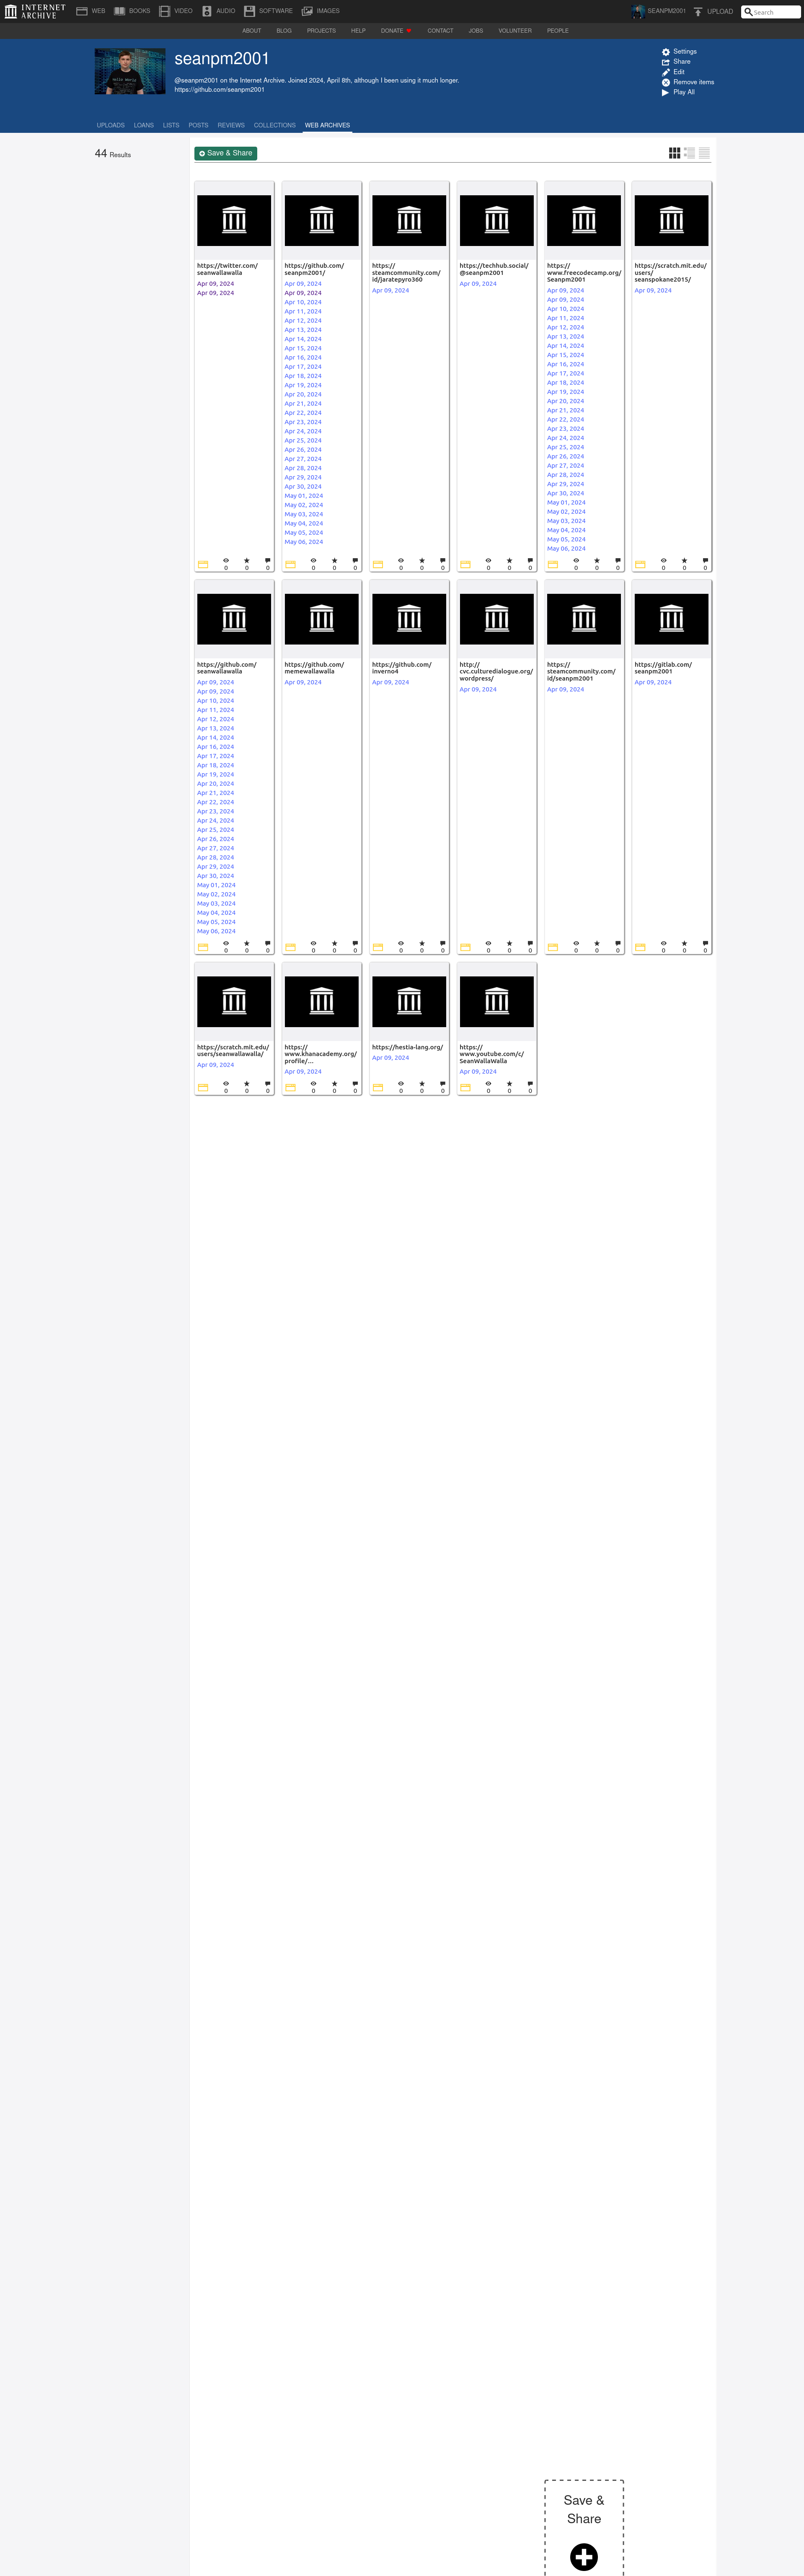 INTERNET ARCHIVE
WEB
BOOKS
VIDEO
AUDIO
SOFTWARE
IMAGES
SEANPM2001
UPLOAD
Search
ABOUT
BLOG
PROJECTS
HELP
DONATE
CONTACT
JOBS
VOLUNTEER
PEOPLE
seanpm2001
@seanpm2001 on the Internet Archive. Joined 2024, April 8th, although I been using it much longer.
https://github.com/seanpm2001
Settings
Share
Edit
Remove items
Play All
UPLOADS
LOANS
LISTS
POSTS
REVIEWS
COLLECTIONS
WEB ARCHIVES
44 Results
Save & Share
https://twitter.com/
seanwallawalla
Apr 09, 2024
Apr 09, 2024
0 0 0
https://github.com/
seanpm2001/
Apr 09, 2024
Apr 09, 2024
Apr 10, 2024
Apr 11, 2024
Apr 12, 2024
Apr 13, 2024
Apr 14, 2024
Apr 15, 2024
Apr 16, 2024
Apr 17, 2024
Apr 18, 2024
Apr 19, 2024
Apr 20, 2024
Apr 21, 2024
Apr 22, 2024
Apr 23, 2024
Apr 24, 2024
Apr 25, 2024
Apr 26, 2024
Apr 27, 2024
Apr 28, 2024
Apr 29, 2024
Apr 30, 2024
May 01, 2024
May 02, 2024
May 03, 2024
May 04, 2024
May 05, 2024
May 06, 2024
0 0 0
https://
steamcommunity.com/
id/jaratepyro360
Apr 09, 2024
0 0 0
https://techhub.social/
@seanpm2001
Apr 09, 2024
0 0 0
https://
www.freecodecamp.org/
Seanpm2001
Apr 09, 2024
Apr 09, 2024
Apr 10, 2024
Apr 11, 2024
Apr 12, 2024
Apr 13, 2024
Apr 14, 2024
Apr 15, 2024
Apr 16, 2024
Apr 17, 2024
Apr 18, 2024
Apr 19, 2024
Apr 20, 2024
Apr 21, 2024
Apr 22, 2024
Apr 23, 2024
Apr 24, 2024
Apr 25, 2024
Apr 26, 2024
Apr 27, 2024
Apr 28, 2024
Apr 29, 2024
Apr 30, 2024
May 01, 2024
May 02, 2024
May 03, 2024
May 04, 2024
May 05, 2024
May 06, 2024
0 0 0
https://scratch.mit.edu/
users/
seanspokane2015/
Apr 09, 2024
0 0 0
https://github.com/
seanwallawalla
Apr 09, 2024
Apr 09, 2024
Apr 10, 2024
Apr 11, 2024
Apr 12, 2024
Apr 13, 2024
Apr 14, 2024
Apr 16, 2024
Apr 17, 2024
Apr 18, 2024
Apr 19, 2024
Apr 20, 2024
Apr 21, 2024
Apr 22, 2024
Apr 23, 2024
Apr 24, 2024
Apr 25, 2024
Apr 26, 2024
Apr 27, 2024
Apr 28, 2024
Apr 29, 2024
Apr 30, 2024
May 01, 2024
May 02, 2024
May 03, 2024
May 04, 2024
May 05, 2024
May 06, 2024
0 0 0
https://github.com/
memewallawalla
Apr 09, 2024
0 0 0
https://github.com/
inverno4
Apr 09, 2024
0 0 0
http://
cvc.culturedialogue.org/
wordpress/
Apr 09, 2024
0 0 0
https://
steamcommunity.com/
id/seanpm2001
Apr 09, 2024
0 0 0
https://gitlab.com/
seanpm2001
Apr 09, 2024
0 0 0
https://scratch.mit.edu/
users/seanwallawalla/
Apr 09, 2024
0 0 0
https://
www.khanacademy.org/
profile/...
Apr 09, 2024
0 0 0
https://hestia-lang.org/
Apr 09, 2024
0 0 0
https://
www.youtube.com/c/
SeanWallaWalla
Apr 09, 2024
0 0 0
Save &
Share